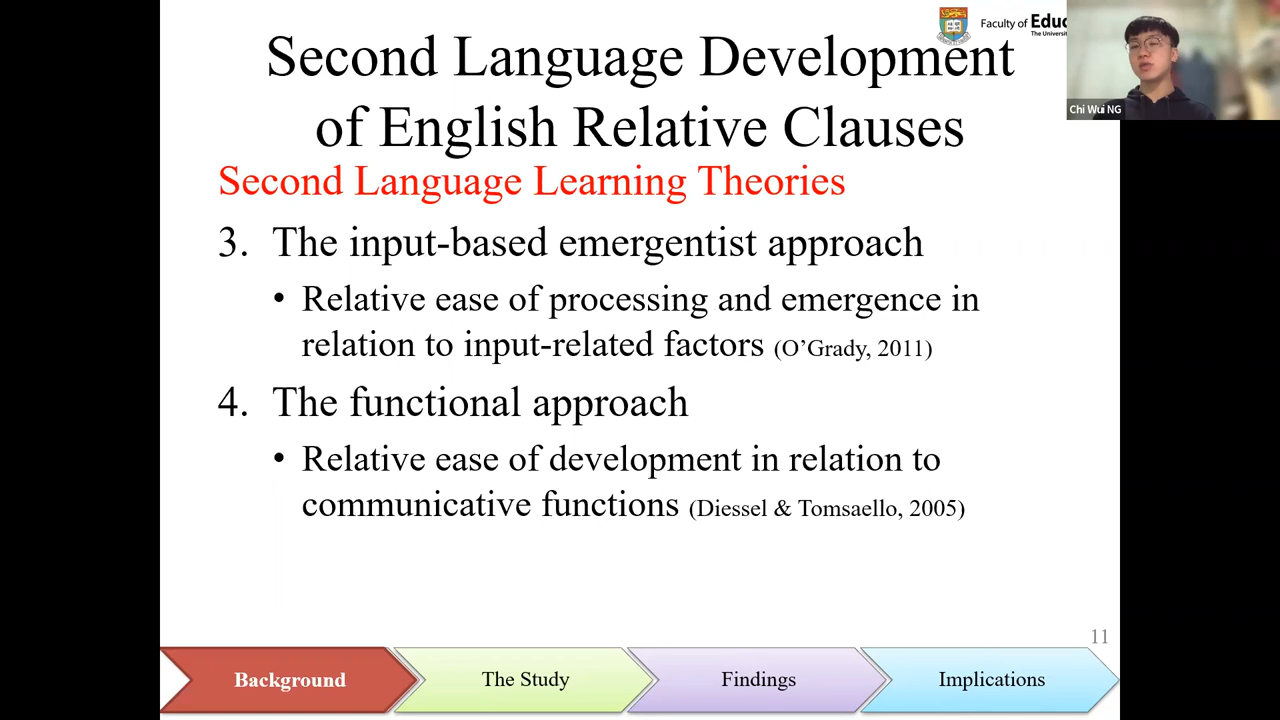 Second Language Development
of English Relative Clauses
Faculty of
The
Chi Wui NG
Second Language Learning Theories
3. The input-based emergentist approach
• Relative ease of processing and emergence in
relation to input-related factors (O’Grady, 2011)
4. The functional approach
• Relative ease of development in relation to
communicative functions (Diessel & Tomsaello, 2005)
11
Background
The Study
Findings
Implications